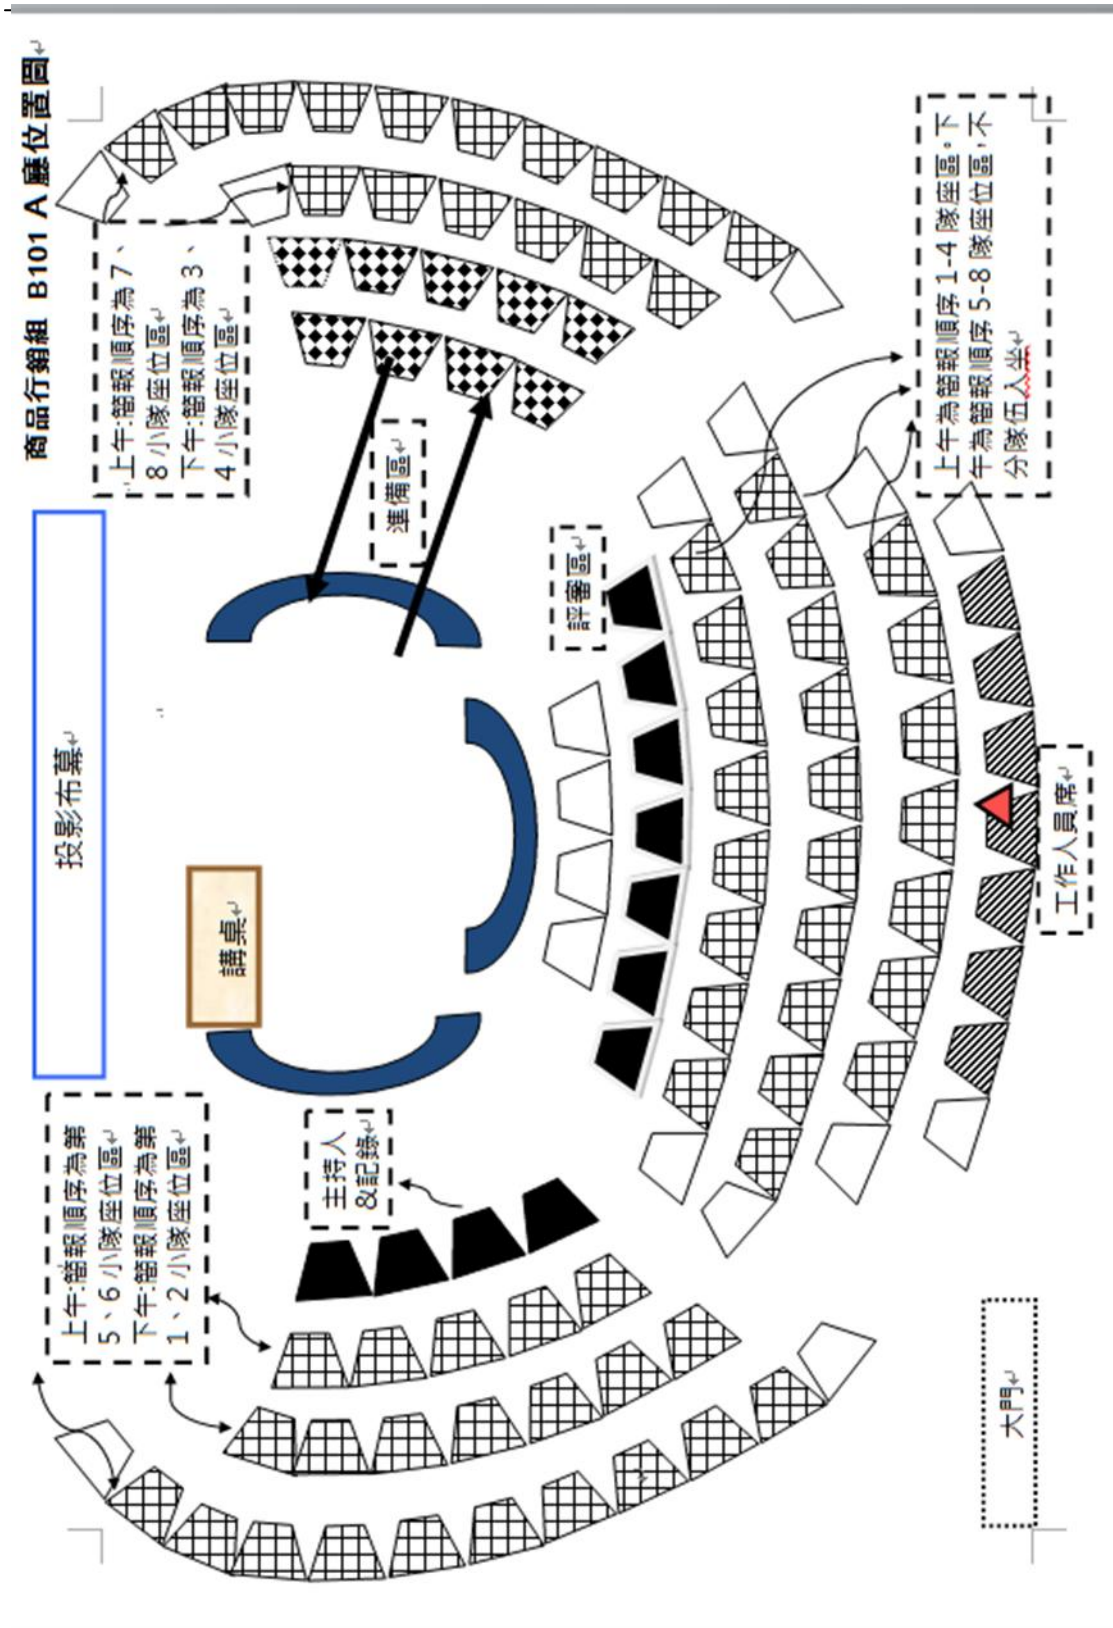 商品行銷組 B101 A 廳位置圖
上午:簡報順序為第
5、6 小隊座位區
下午:簡報順序為第
1、2 小隊座位區
投影布幕
上午:簡報順序為 7、
8 小隊座位區
下午:簡報順序為 3、
4 小隊座位區
講桌
主持人
&記錄
準備區
評審區
上午為簡報順序 1-4 隊座區。下
午為簡報順序 5-8 隊座位區,不
分隊伍入坐
大門
工作人員席